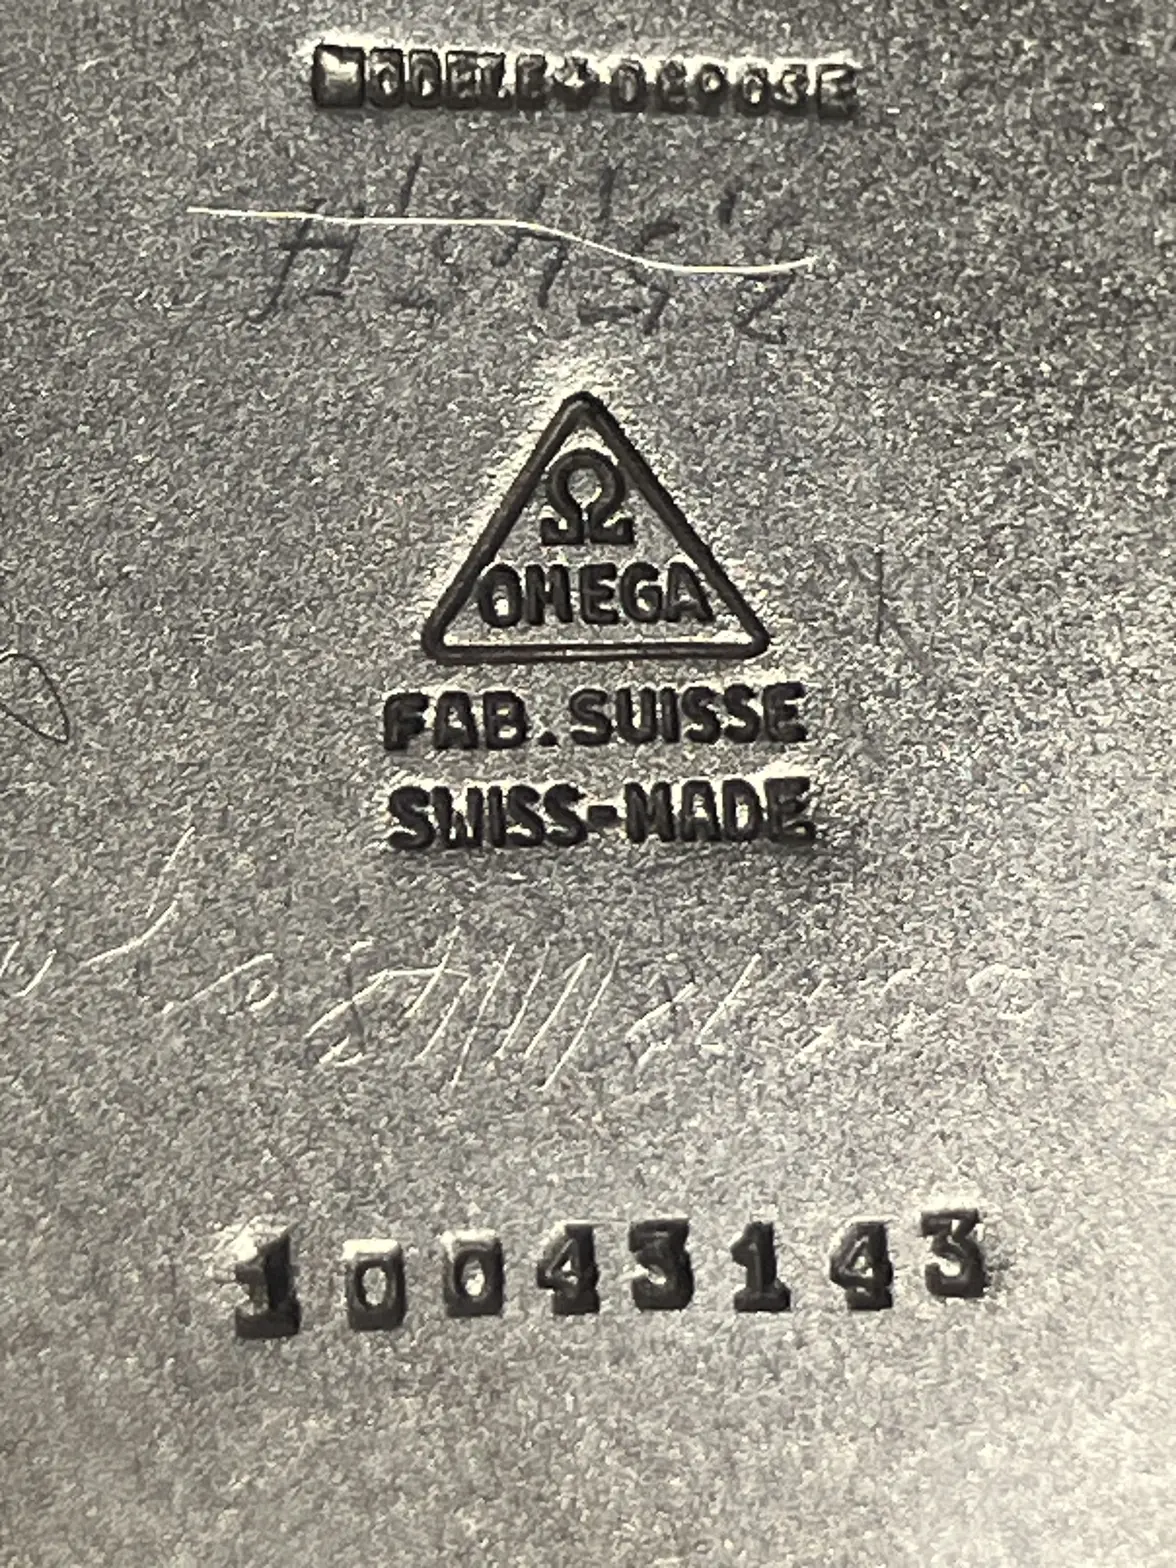 MODELE DEPOSE
Ω
OMEGA
FAB. SUISSE
SWISS-MADE
10043143